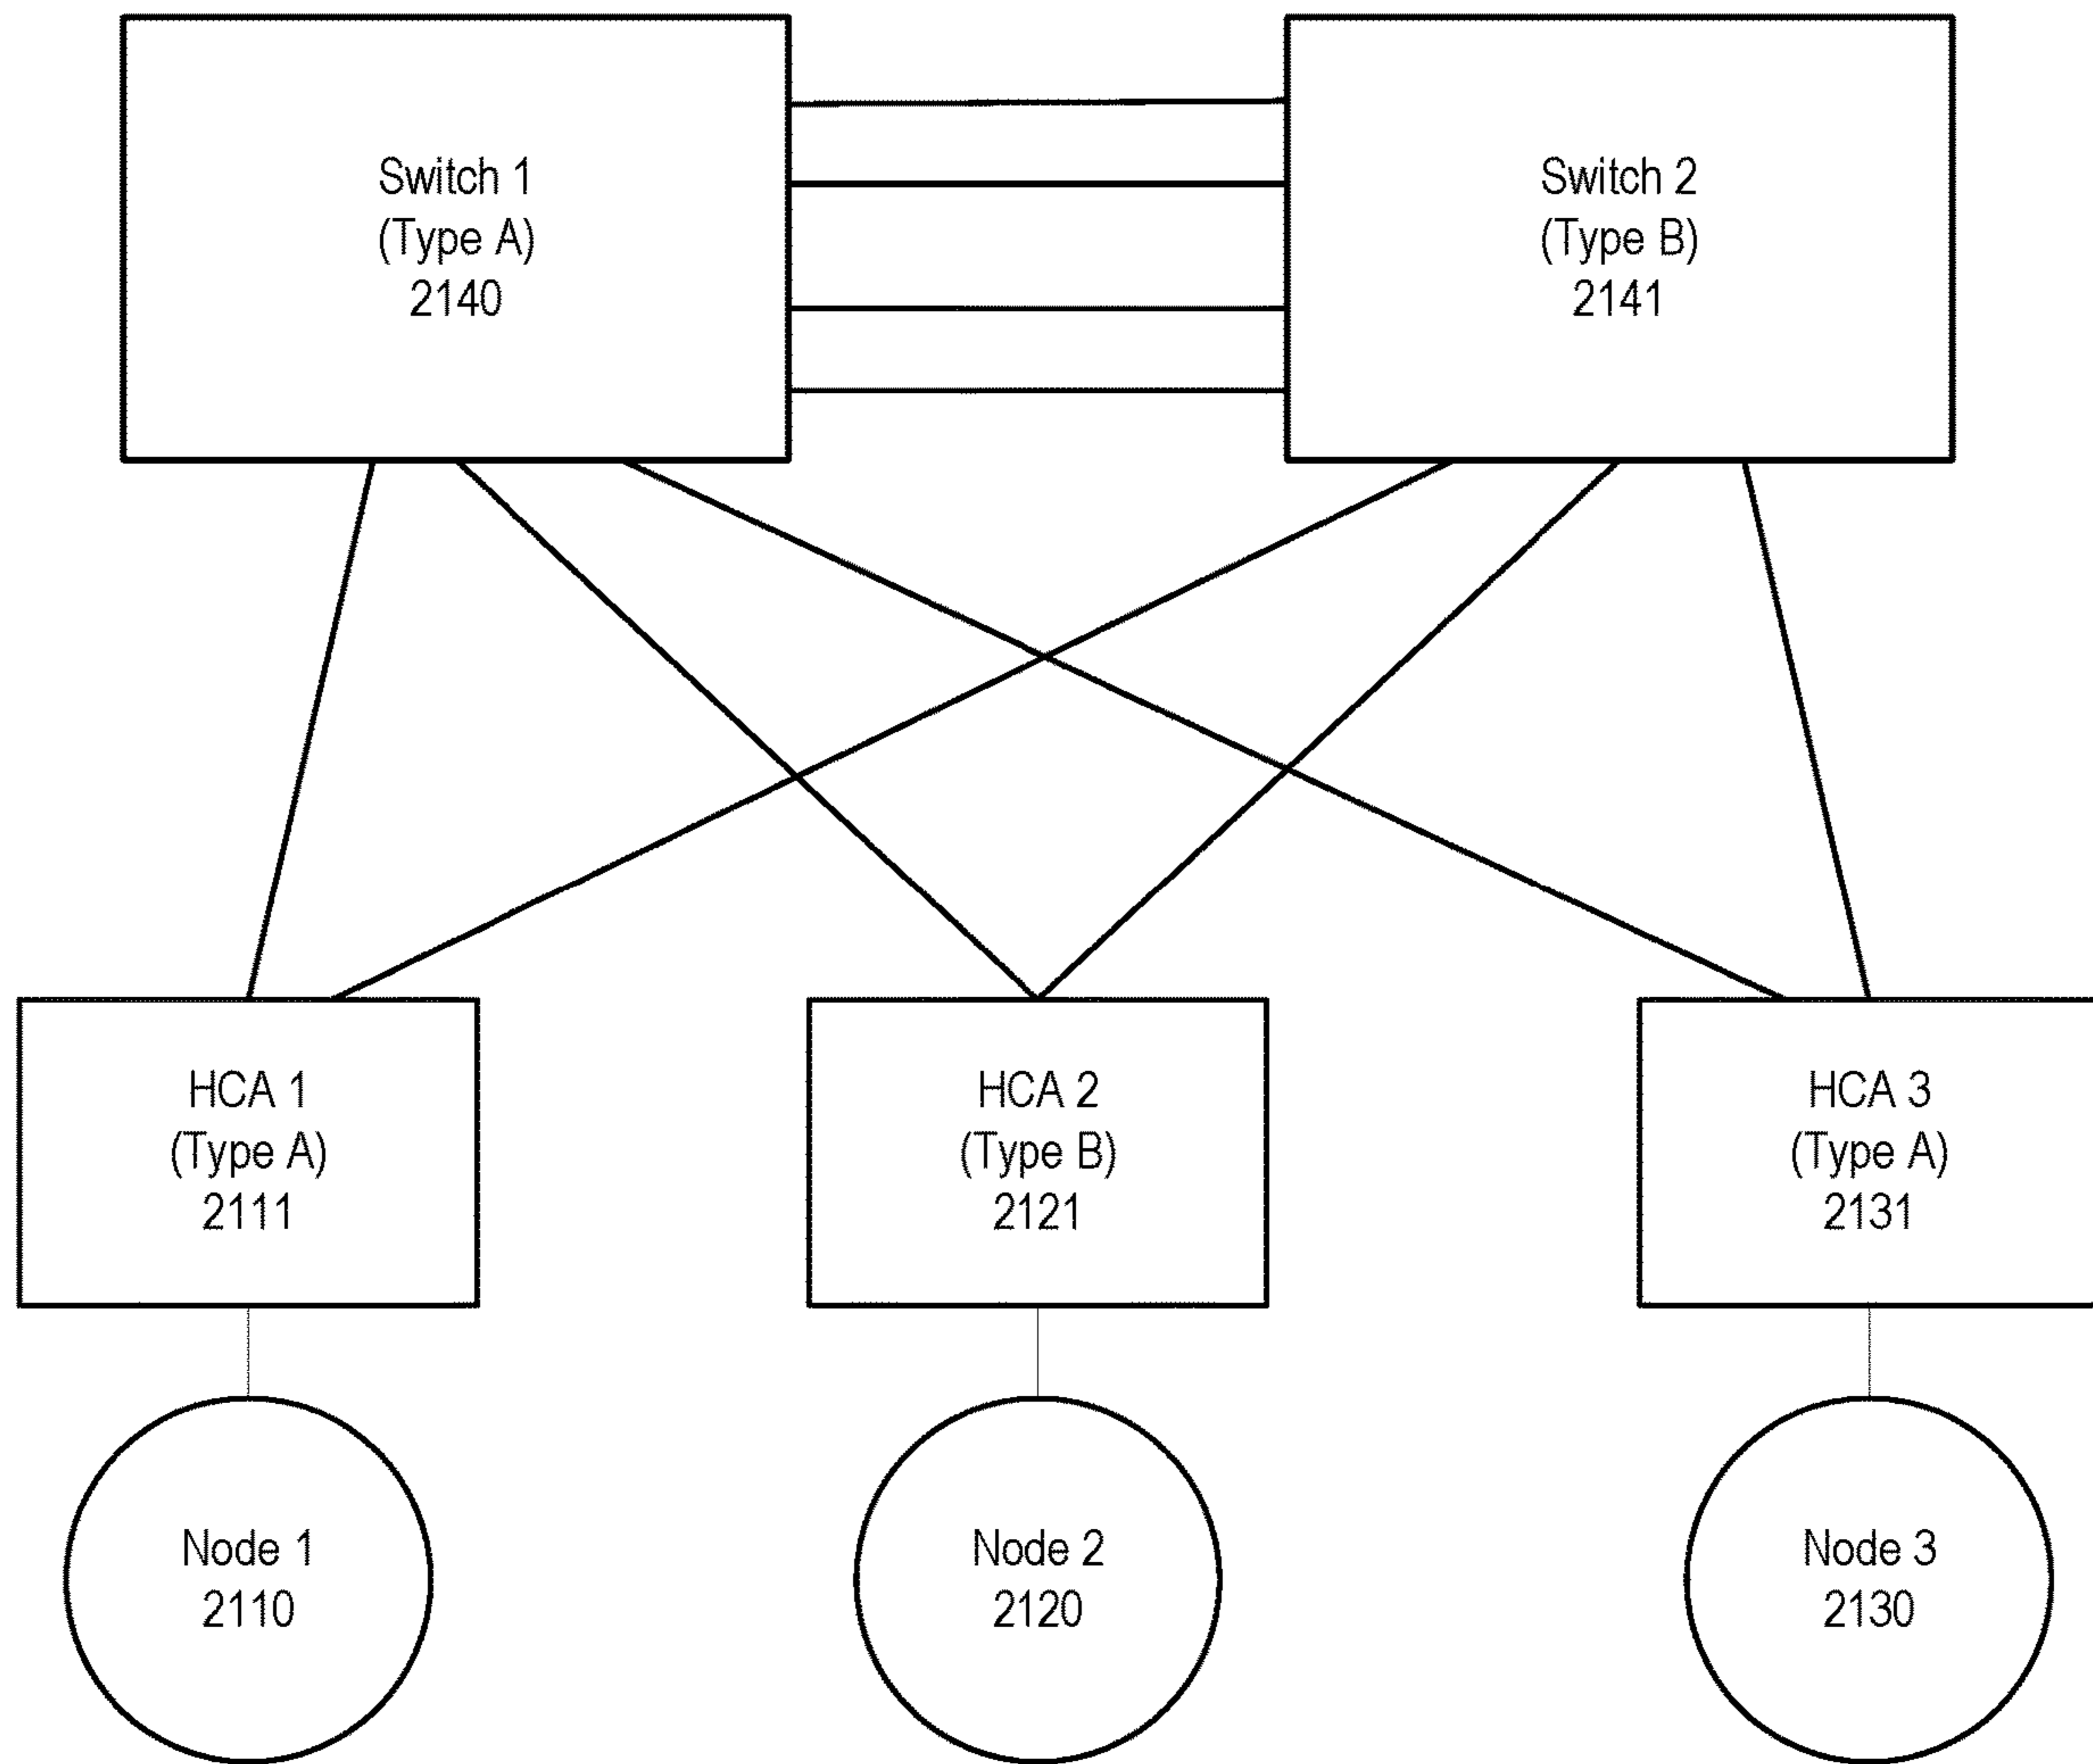 Switch 1
(Type A)
2140
Switch 2
(Type B)
2141
HCA 1
(Type A)
2111
HCA 2
(Type B)
2121
HCA 3
(Type A)
2131
Node 1
2110
Node 2
2120
Node 3
2130